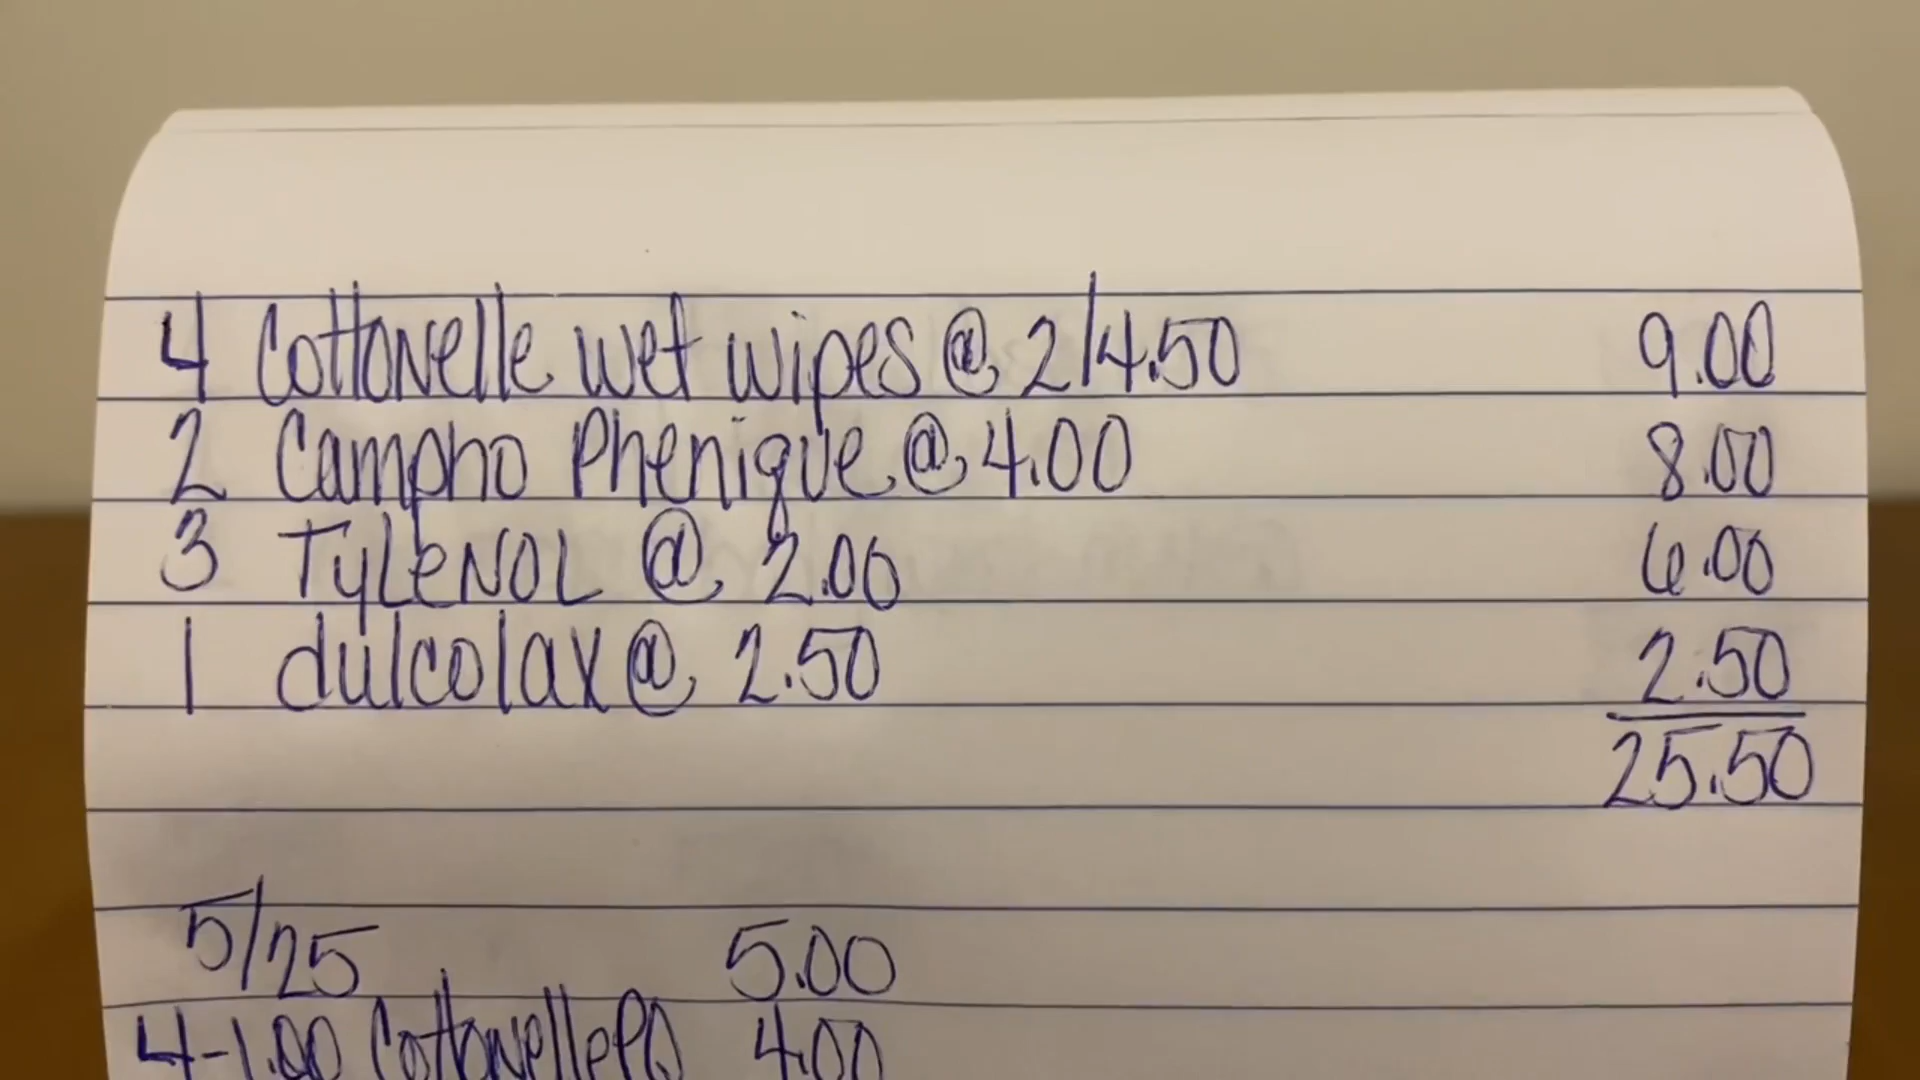 4 Cottonelle wet wipes @ 2/4.50 9.00
2 Campho Phenique @ 4.00 8.00
3 TyLeNOL @ 2.00 6.00
1 dulcolax @ 2.50 2.50
25.50
5/25 5.00
4-1.00 Cottonelle PQ 4.00